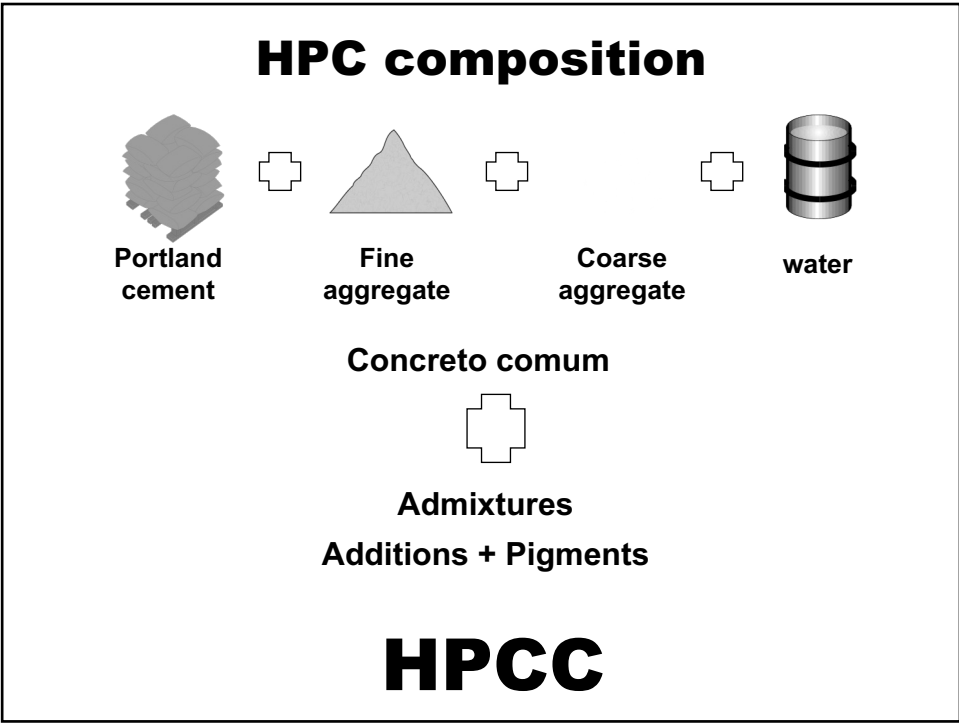 HPC composition
Portland
cement
Fine
aggregate
Coarse
aggregate
water
Concreto comum
Admixtures
Additions + Pigments
HPCC